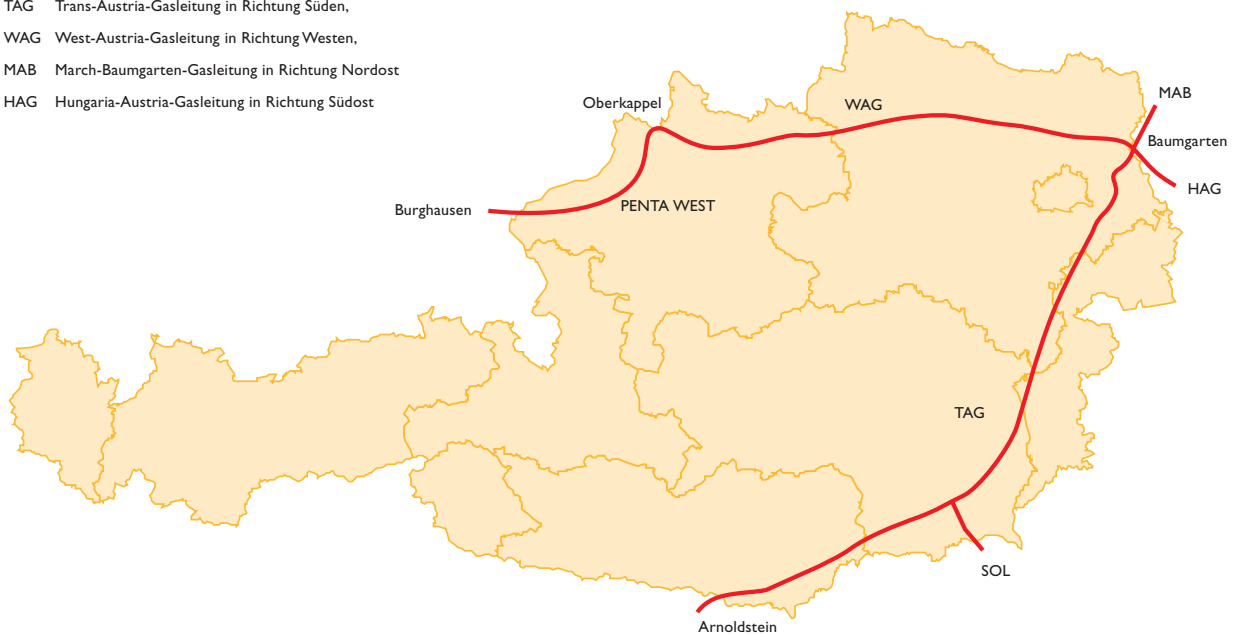 TAG Trans-Austria-Gasleitung in Richtung Süden,
WAG West-Austria-Gasleitung in Richtung Westen,
MAB March-Baumgarten-Gasleitung in Richtung Nordost
HAG Hungaria-Austria-Gasleitung in Richtung Südost
MAB
Oberkappel
WAG
Baumgarten
HAG
Burghausen
PENTA WEST
TAG
SOL
Arnoldstein